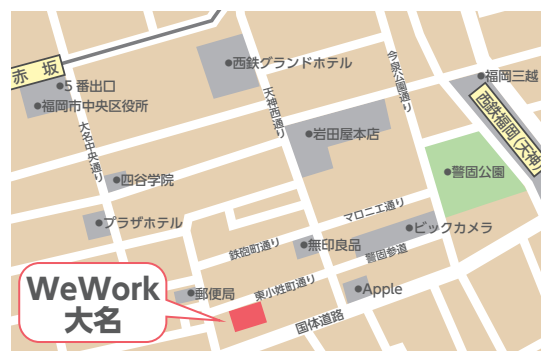 赤坂
5番出口
福岡市中央区役所
西鉄グランドホテル
天神西通り
今泉公園通り
福岡三越
西鉄福岡(天神)
大名中央通り
岩田屋本店
四谷学院
警固公園
プラザホテル
マロニエ通り
鉄砲町通り
無印良品
ビックカメラ
警固参道
WeWork
大名
郵便局
東小姓町通り
Apple
国体道路